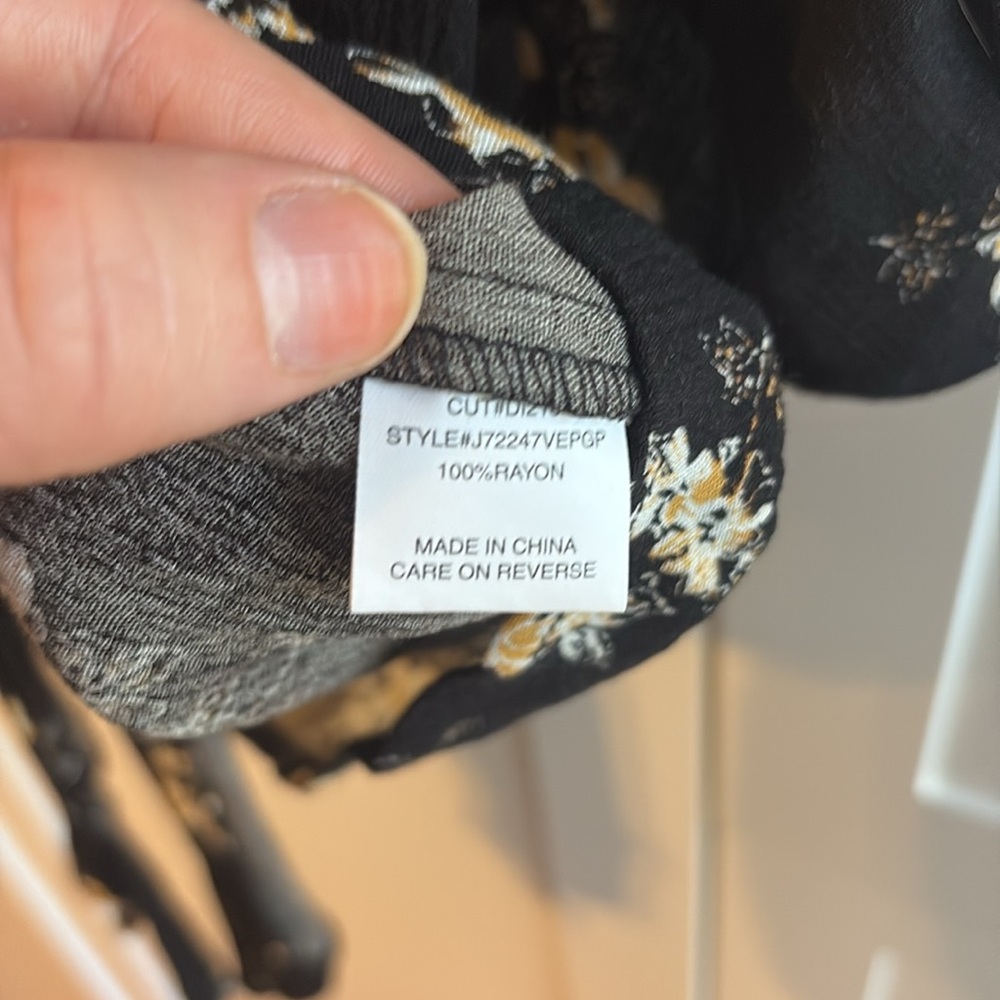 STYLE#J72247VEPGP
100%RAYON
MADE IN CHINA
CARE ON REVERSE